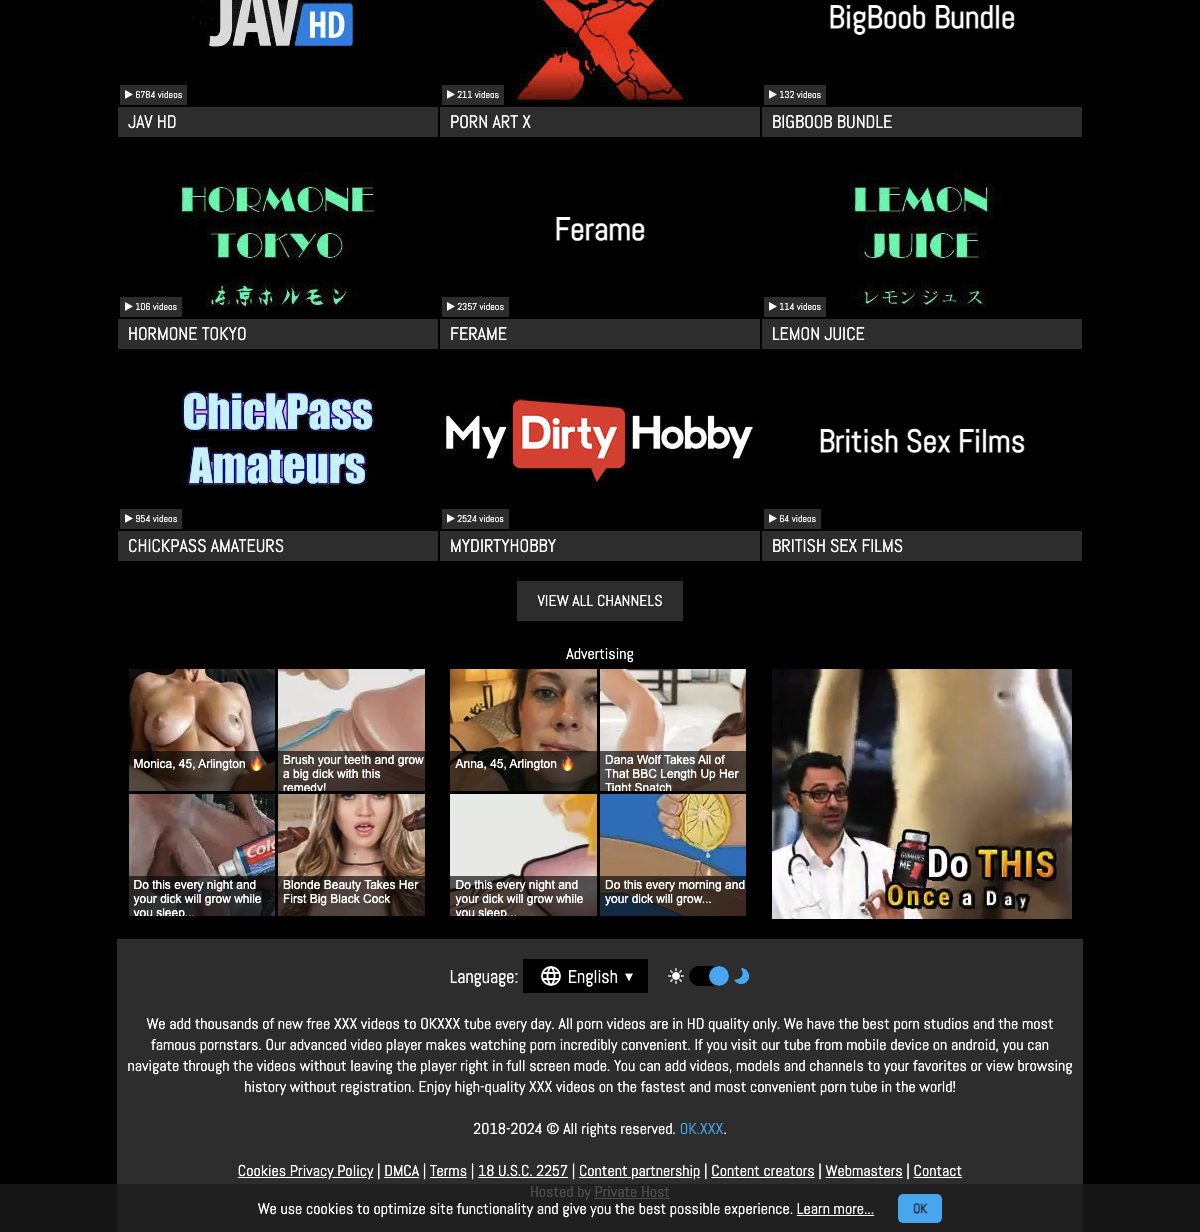 JAV HD
BigBoob Bundle
6784 videos
211 videos
132 videos
JAV HD
PORN ART X
BIGBOOB BUNDLE
HORMONE
TOKYO
東京ホルモン
Ferame
LEMON
JUICE
レモンジュース
106 videos
2357 videos
114 videos
HORMONE TOKYO
FERAME
LEMON JUICE
ChickPass
Amateurs
My Dirty Hobby
British Sex Films
954 videos
2524 videos
64 videos
CHICKPASS AMATEURS
MYDIRTYHOBBY
BRITISH SEX FILMS
VIEW ALL CHANNELS
Advertising
Monica, 45, Arlington 🔥
Brush your teeth and grow
a big dick with this
remedy!
Anna, 45, Arlington 🔥
Dana Wolf Takes All of
That BBC Length Up Her
Tight Snatch
Do this every night and
your dick will grow while
you sleep...
Blonde Beauty Takes Her
First Big Black Cock
Do this every night and
your dick will grow while
you sleep...
Do this every morning and
your dick will grow...
GUMMIES
ME
Do THIS
Once a Day
Language: English ▾
We add thousands of new free XXX videos to OKXXX tube every day. All porn videos are in HD quality only. We have the best porn studios and the most
famous pornstars. Our advanced video player makes watching porn incredibly convenient. If you visit our tube from mobile device on android, you can
navigate through the videos without leaving the player right in full screen mode. You can add videos, models and channels to your favorites or view browsing
history without registration. Enjoy high-quality XXX videos on the fastest and most convenient porn tube in the world!
2018-2024 © All rights reserved. OK.XXX.
Cookies Privacy Policy | DMCA | Terms | 18 U.S.C. 2257 | Content partnership | Content creators | Webmasters | Contact
Hosted by Private Host
We use cookies to optimize site functionality and give you the best possible experience. Learn more... OK